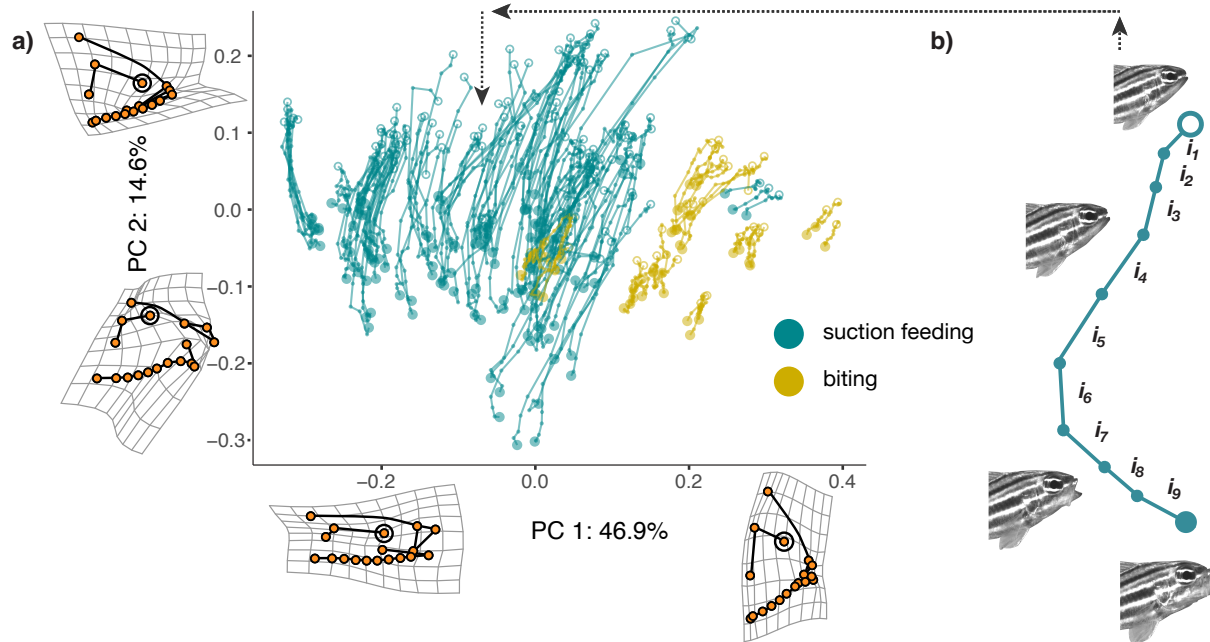 a)
PC 2: 14.6%
0.2
0.1
0.0
−0.1
−0.2
−0.3
−0.2
0.0
0.2
0.4
PC 1: 46.9%
suction feeding
biting
b)
i1
i2
i3
i4
i5
i6
i7
i8
i9